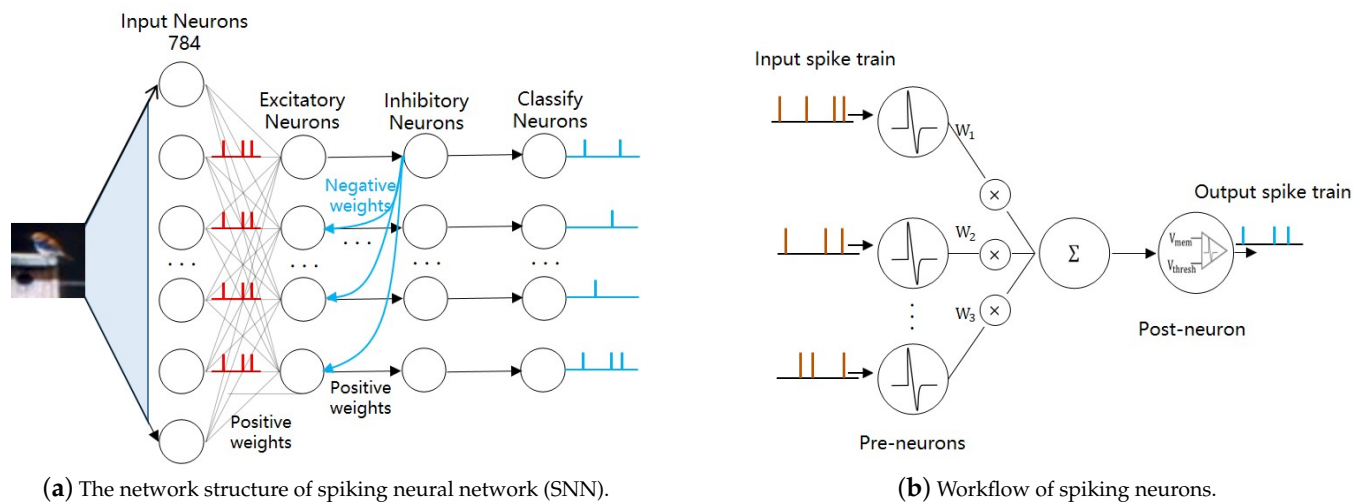 Input Neurons
784
Excitatory
Neurons
Inhibitory
Neurons
Classify
Neurons
Negative
weights
. . .
. . .
. . .
. . .
. . .
. . .
Positive
weights
Positive
weights
(a) The network structure of spiking neural network (SNN).
Input spike train
W1
×
W2
×
W3
×
Σ
Output spike train
Vmem
Vthresh
Post-neuron
Pre-neurons
(b) Workflow of spiking neurons.